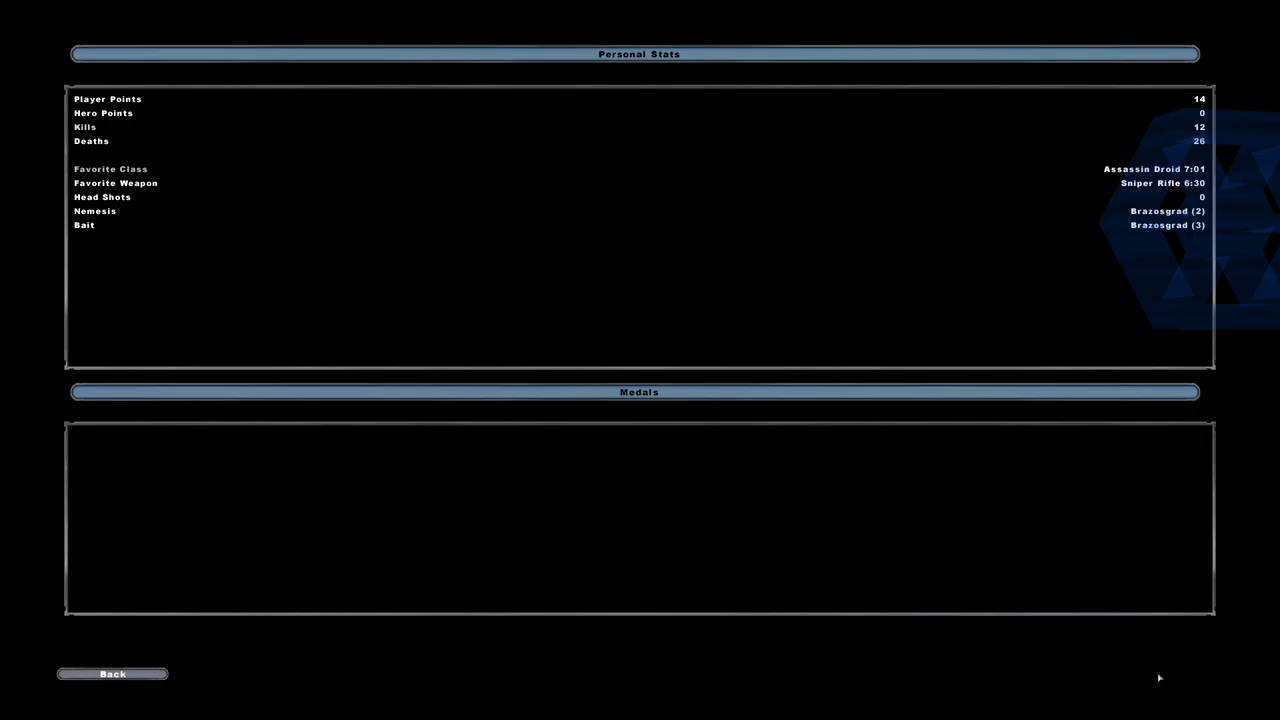 Personal Stats
Player Points 14
Hero Points 0
Kills 12
Deaths 26
Favorite Class Assassin Droid 7:01
Favorite Weapon Sniper Rifle 6:30
Head Shots 0
Nemesis Brazosgrad (2)
Bait Brazosgrad (3)
Medals
Back